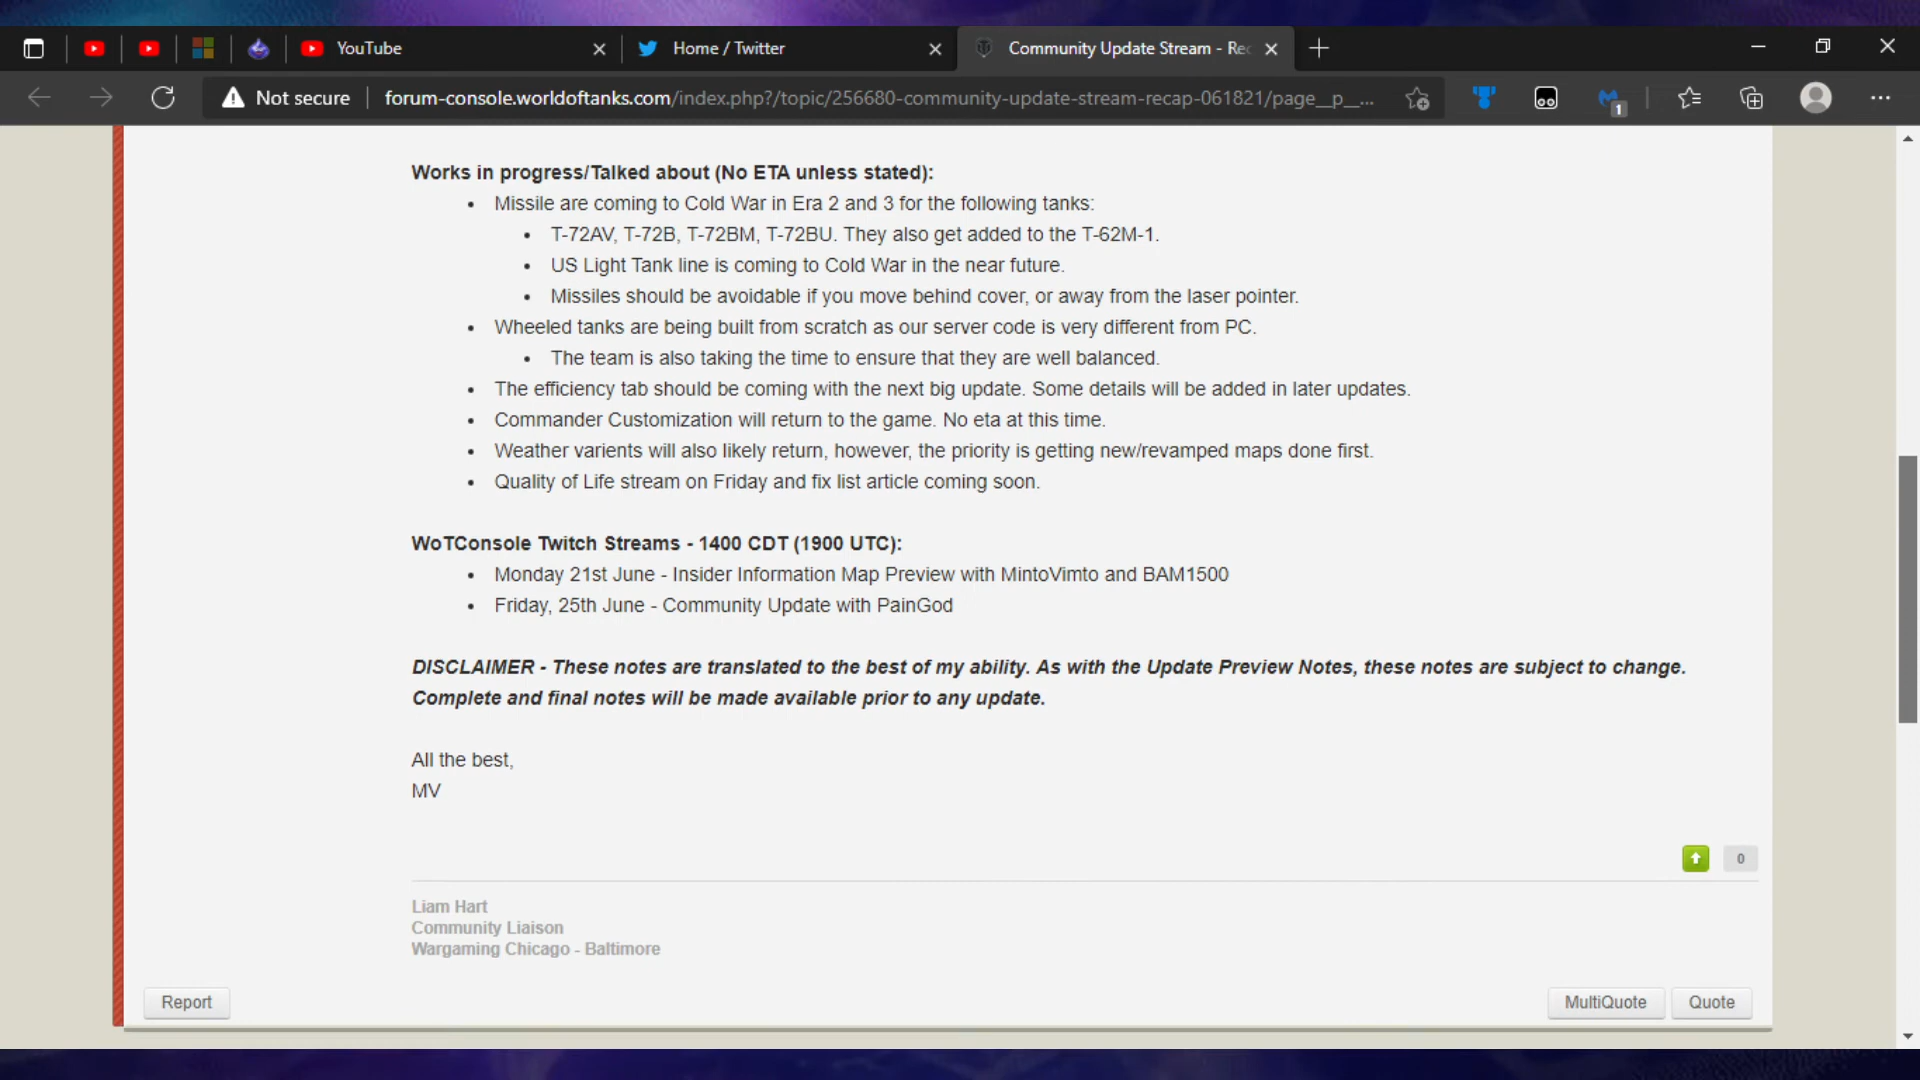 YouTube
Home / Twitter
Community Update Stream - Rec
Not secure
forum-console.worldoftanks.com/index.php?/topic/256680-community-update-stream-recap-061821/page__p__...
1
Works in progress/Talked about (No ETA unless stated):
Missile are coming to Cold War in Era 2 and 3 for the following tanks:
T-72AV, T-72B, T-72BM, T-72BU. They also get added to the T-62M-1.
US Light Tank line is coming to Cold War in the near future.
Missiles should be avoidable if you move behind cover, or away from the laser pointer.
Wheeled tanks are being built from scratch as our server code is very different from PC.
The team is also taking the time to ensure that they are well balanced.
The efficiency tab should be coming with the next big update. Some details will be added in later updates.
Commander Customization will return to the game. No eta at this time.
Weather varients will also likely return, however, the priority is getting new/revamped maps done first.
Quality of Life stream on Friday and fix list article coming soon.
WoTConsole Twitch Streams - 1400 CDT (1900 UTC):
Monday 21st June - Insider Information Map Preview with MintoVimto and BAM1500
Friday, 25th June - Community Update with PainGod
DISCLAIMER - These notes are translated to the best of my ability. As with the Update Preview Notes, these notes are subject to change.
Complete and final notes will be made available prior to any update.
All the best,
MV
0
Liam Hart
Community Liaison
Wargaming Chicago - Baltimore
Report
MultiQuote
Quote